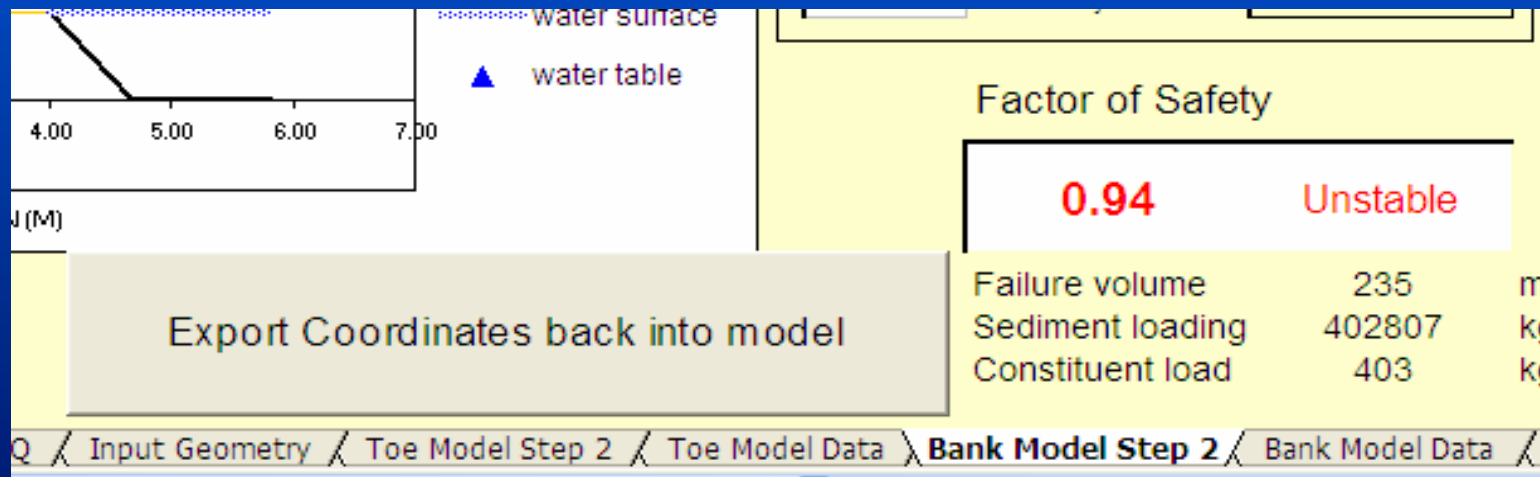 water surface
water table
Factor of Safety
4.00 5.00 6.00 7.00
0.94 Unstable
(M)
Failure volume 235 m
Sediment loading 402807 kg
Export Coordinates back into model
Constituent load 403 kg
Q Input Geometry Toe Model Step 2 Toe Model Data Bank Model Step 2 Bank Model Data